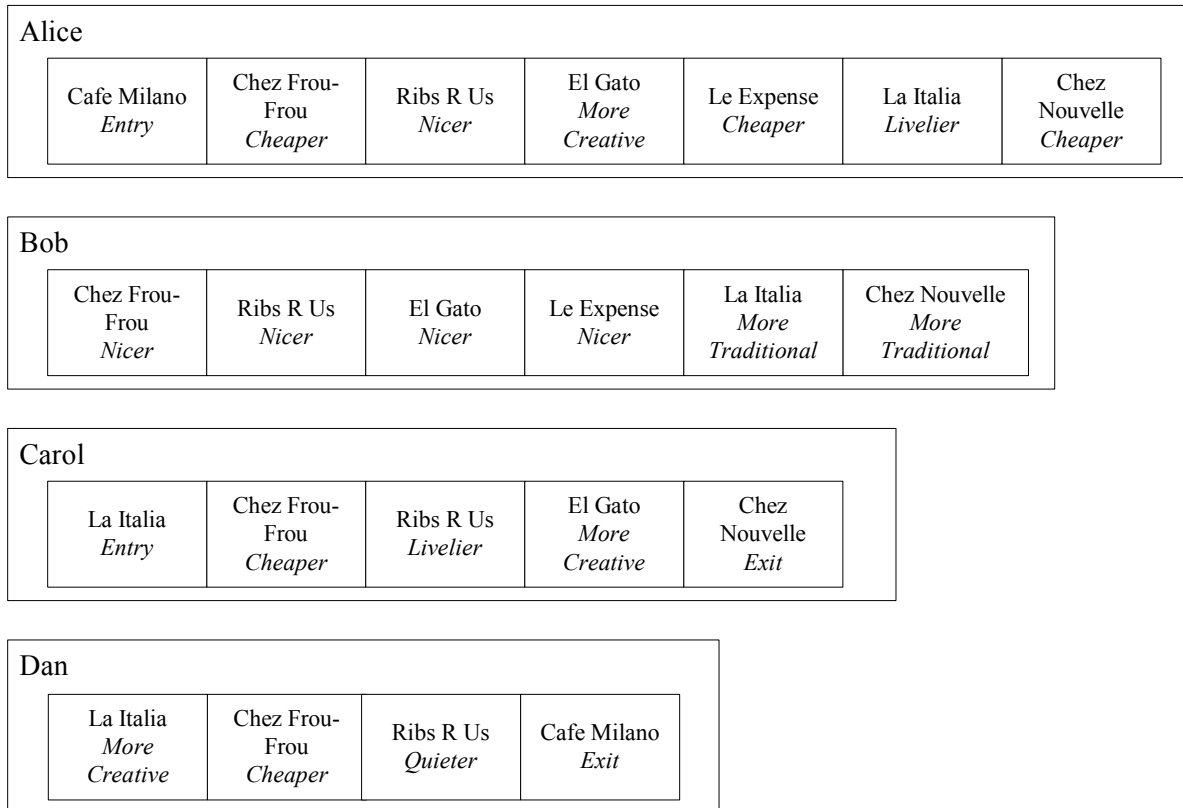 Alice
Cafe Milano
Entry
Chez Frou-
Frou
Cheaper
Ribs R Us
Nicer
El Gato
More
Creative
Le Expense
Cheaper
La Italia
Livelier
Chez
Nouvelle
Cheaper
Bob
Chez Frou-
Frou
Nicer
Ribs R Us
Nicer
El Gato
Nicer
Le Expense
Nicer
La Italia
More
Traditional
Chez Nouvelle
More
Traditional
Carol
La Italia
Entry
Chez Frou-
Frou
Cheaper
Ribs R Us
Livelier
El Gato
More
Creative
Chez
Nouvelle
Exit
Dan
La Italia
More
Creative
Chez Frou-
Frou
Cheaper
Ribs R Us
Quieter
Cafe Milano
Exit